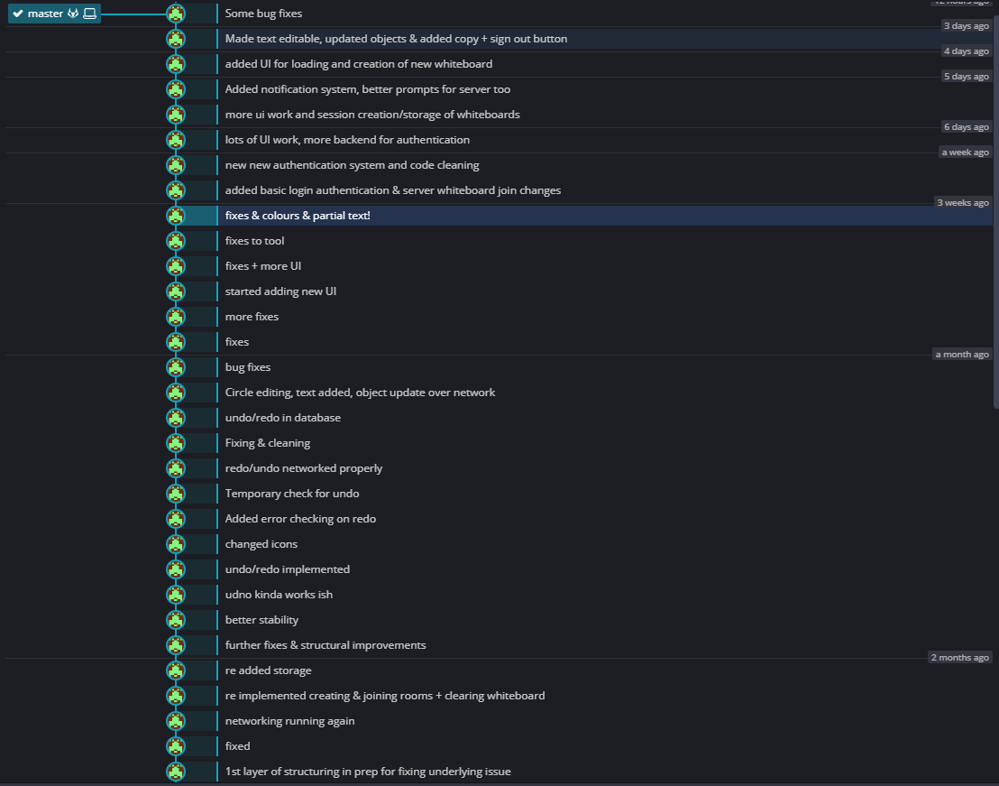 12 hours ago
master
Some bug fixes
3 days ago
Made text editable, updated objects & added copy + sign out button
4 days ago
added UI for loading and creation of new whiteboard
5 days ago
Added notification system, better prompts for server too
more ui work and session creation/storage of whiteboards
6 days ago
lots of UI work, more backend for authentication
a week ago
new new authentication system and code cleaning
added basic login authentication & server whiteboard join changes
3 weeks ago
fixes & colours & partial text!
fixes to tool
fixes + more UI
started adding new UI
more fixes
fixes
a month ago
bug fixes
Circle editing, text added, object update over network
undo/redo in database
Fixing & cleaning
redo/undo networked properly
Temporary check for undo
Added error checking on redo
changed icons
undo/redo implemented
udno kinda works ish
better stability
further fixes & structural improvements
2 months ago
re added storage
re implemented creating & joining rooms + clearing whiteboard
networking running again
fixed
1st layer of structuring in prep for fixing underlying issue